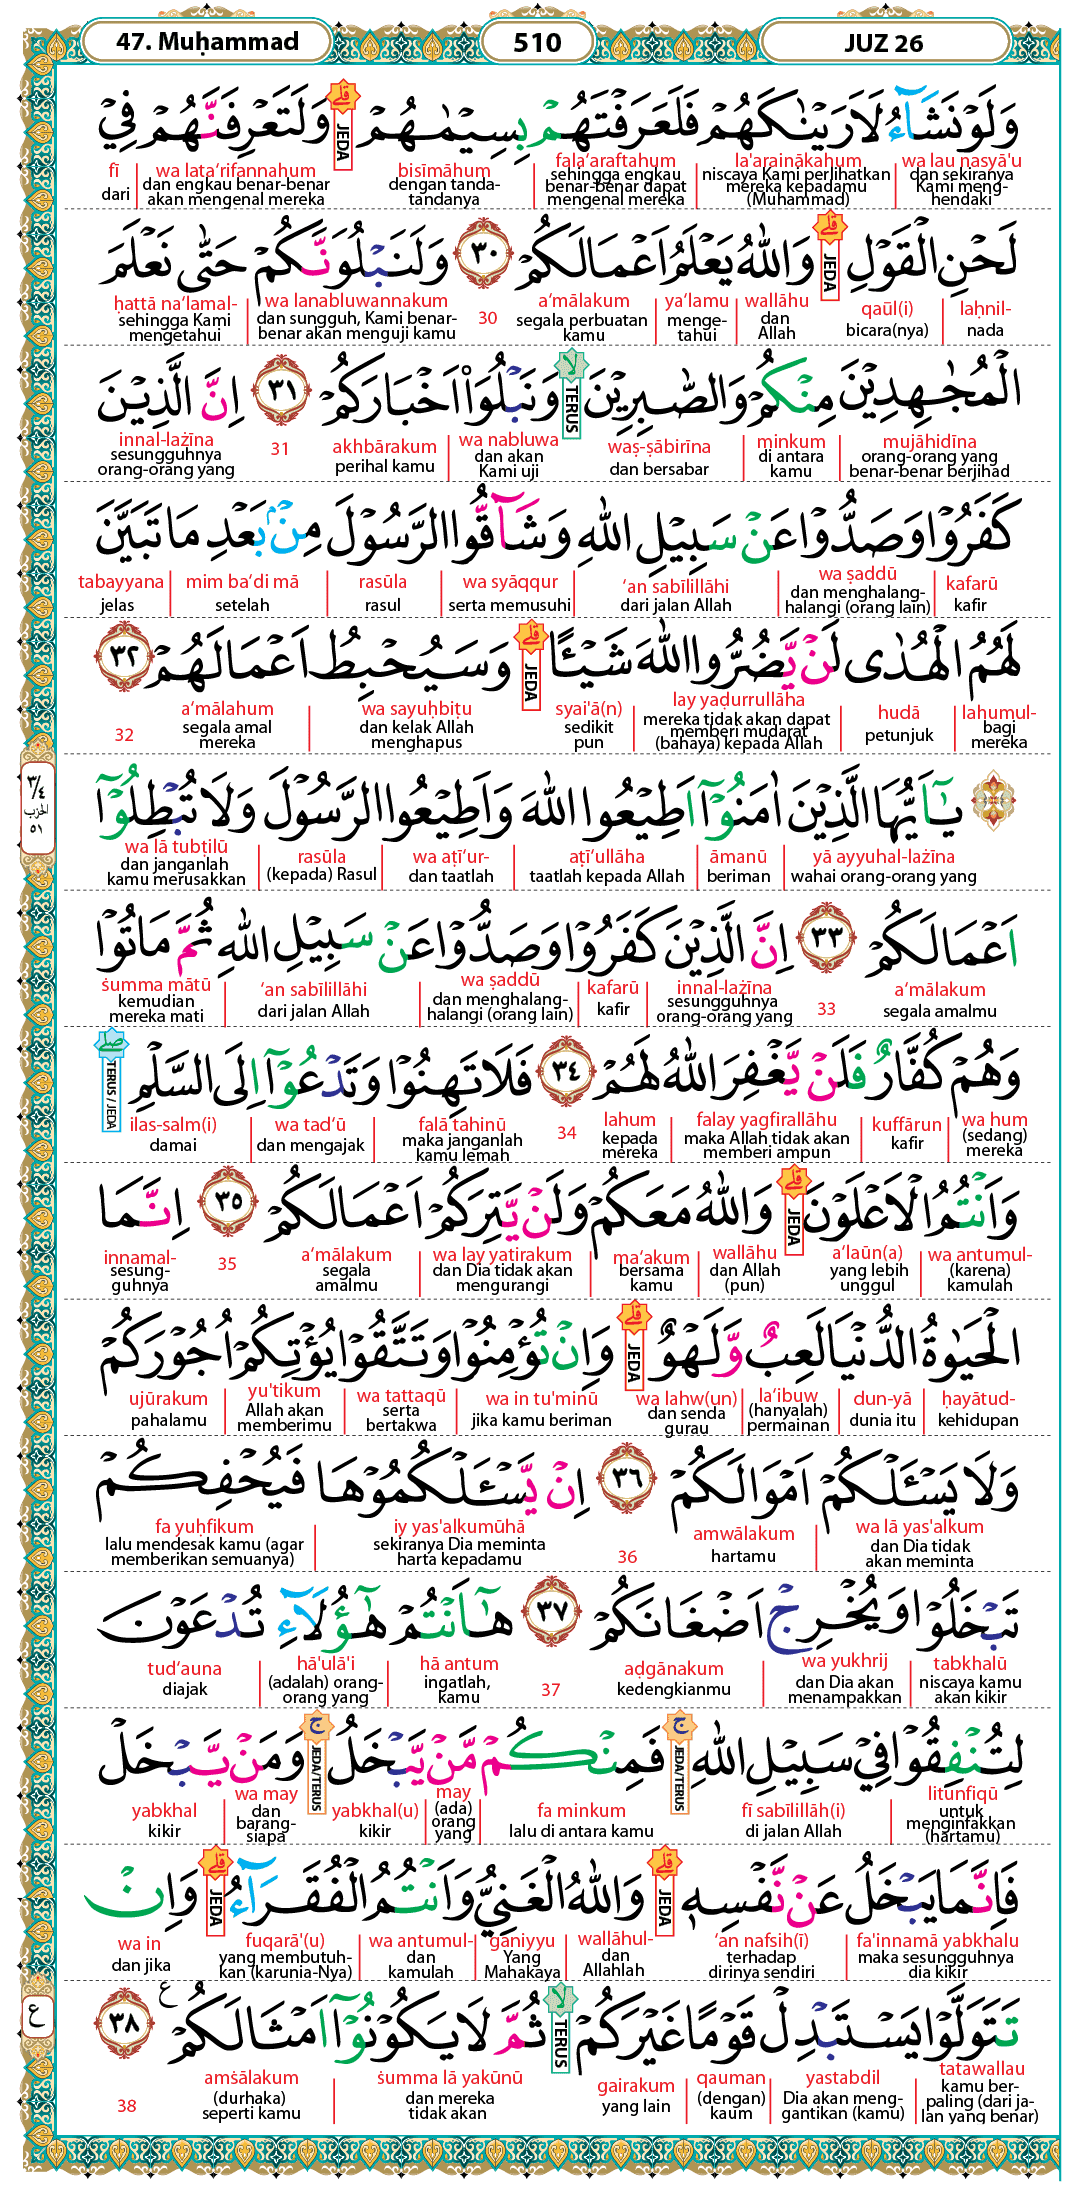 47. Muḥammad
510
JUZ 26
وَلَوْ نَشَاۤءُ لَاَرَيْنٰكَهُمْ فَلَعَرَفْتَهُمْ بِسِيْمٰهُمْ ۗ وَلَتَعْرِفَنَّهُمْ فِيْ
JEDA
wa lau nasyā'u la'arainākahum fala‘araftahum bisīmāhum wa lata‘rifannahum fī
dan sekiranya Kami meng-hendaki niscaya Kami perlihatkan mereka kepadamu (Muhammad) sehingga engkau benar-benar dapat mengenal mereka dengan tanda-tandanya dan engkau benar-benar akan mengenal mereka dari
لَحْنِ الْقَوْلِ ۗ وَاللّٰهُ يَعْلَمُ اَعْمَالَكُمْ ٣٠ وَلَنَبْلُوَنَّكُمْ حَتّٰى نَعْلَمَ
JEDA
laḥnil- qaūl(i) wallāhu ya‘lamu a‘mālakum 30 wa lanabluwannakum ḥattā na‘lamal-
nada bicara(nya) dan Allah menge-tahui segala perbuatan kamu dan sungguh, Kami benar-benar akan menguji kamu sehingga Kami mengetahui
الْمُجٰهِدِيْنَ مِنْكُمْ وَالصّٰبِرِيْنَ ۙ وَنَبْلُوَا۟ اَخْبَارَكُمْ ٣١ اِنَّ الَّذِيْنَ
TERUS
mujāhidīna minkum waṣ-ṣābirīna wa nabluwa akhbārakum 31 innal-lażīna
orang-orang yang benar-benar berjihad di antara kamu dan bersabar dan akan Kami uji perihal kamu sesungguhnya orang-orang yang
كَفَرُوْا وَصَدُّوْا عَنْ سَبِيْلِ اللّٰهِ وَشَاۤقُّوا الرَّسُوْلَ مِنْۢ بَعْدِ مَا تَبَيَّنَ
kafarū wa ṣaddū ‘an sabīlillāhi wa syāqqur rasūla mim ba‘di mā tabayyana
kafir dan menghalang-halangi (orang lain) dari jalan Allah serta memusuhi rasul setelah jelas
لَهُمُ الْهُدٰى لَنْ يَّضُرُّوا اللّٰهَ شَيْـًٔا ۗ وَسَيُحْبِطُ اَعْمَالَهُمْ ٣٢
JEDA
lahumul- hudā lay yaḍurrullāha syai'ā(n) wa sayuḥbiṭu a‘mālahum 32
bagi mereka petunjuk mereka tidak akan dapat memberi mudarat (bahaya) kepada Allah sedikit pun dan kelak Allah menghapus segala amal mereka
٣/٤ الحزب ٥١
يٰٓاَيُّهَا الَّذِيْنَ اٰمَنُوْٓا اَطِيْعُوا اللّٰهَ وَاَطِيْعُوا الرَّسُوْلَ وَلَا تُبْطِلُوْٓا
yā ayyuhal-lażīna āmanū aṭī‘ullāha wa aṭī‘ur- rasūla wa lā tubṭilū
wahai orang-orang yang beriman taatlah kepada Allah dan taatlah (kepada) Rasul dan janganlah kamu merusakkan
اَعْمَالَكُمْ ٣٣ اِنَّ الَّذِيْنَ كَفَرُوْا وَصَدُّوْا عَنْ سَبِيْلِ اللّٰهِ ثُمَّ مَاتُوْا
a‘mālakum 33 innal-lażīna kafarū wa ṣaddū ‘an sabīlillāhi ṡumma mātū
segala amalmu sesungguhnya orang-orang yang kafir dan menghalang-halangi (orang lain) dari jalan Allah kemudian mereka mati
وَهُمْ كُفَّارٌ فَلَنْ يَّغْفِرَ اللّٰهُ لَهُمْ ٣٤ فَلَا تَهِنُوْا وَتَدْعُوْٓا اِلَى السَّلْمِ ۖ
TERUS / JEDA
wa hum kuffārun falay yagfirallāhu lahum 34 falā tahinū wa tad‘ū ilas-salm(i)
(sedang) mereka kafir maka Allah tidak akan memberi ampun kepada mereka maka janganlah kamu lemah dan mengajak damai
وَاَنْتُمُ الْاَعْلَوْنَ ۗ وَاللّٰهُ مَعَكُمْ وَلَنْ يَّتِرَكُمْ اَعْمَالَكُمْ ٣٥ اِنَّمَا
JEDA
wa antumul- a‘laūn(a) wallāhu ma‘akum wa lay yatirakum a‘mālakum 35 innamal-
(karena) kamulah yang lebih unggul dan Allah (pun) bersama kamu dan Dia tidak akan mengurangi segala amalmu sesung-guhnya
الْحَيٰوةُ الدُّنْيَا لَعِبٌ وَّلَهْوٌ ۗ وَاِنْ تُؤْمِنُوْا وَتَتَّقُوْا يُؤْتِكُمْ اُجُوْرَكُمْ
JEDA
ḥayātud- dun-yā la‘ibuw wa lahw(un) wa in tu'minū wa tattaqū yu'tikum ujūrakum
kehidupan dunia itu (hanyalah) permainan dan senda gurau jika kamu beriman serta bertakwa Allah akan memberimu pahalamu
وَلَا يَسْـَٔلْكُمْ اَمْوَالَكُمْ ٣٦ اِنْ يَّسْـَٔلْكُمُوْهَا فَيُحْفِكُمْ
wa lā yas'alkum amwālakum 36 iy yas'alkumūhā fa yuḥfikum
dan Dia tidak akan meminta hartamu sekiranya Dia meminta harta kepadamu lalu mendesak kamu (agar memberikan semuanya)
تَبْخَلُوْا وَيُخْرِجْ اَضْغَانَكُمْ ٣٧ هٰٓاَنْتُمْ هٰٓؤُلَاۤءِ تُدْعَوْنَ
tabkhalū wa yukhrij aḍgānakum 37 hā antum hā'ulā'i tud‘auna
niscaya kamu akan kikir dan Dia akan menampakkan kedengkianmu ingatlah, kamu (adalah) orang-orang yang diajak
لِتُنْفِقُوْا فِيْ سَبِيْلِ اللّٰهِ ۚ فَمِنْكُمْ مَّنْ يَّبْخَلُ ۚ وَمَنْ يَّبْخَلْ
JEDA/TERUS JEDA/TERUS
litunfiqū fī sabīlillāh(i) fa minkum may yabkhal(u) wa may yabkhal
untuk menginfakkan (hartamu) di jalan Allah lalu di antara kamu (ada) orang yang kikir dan barang-siapa kikir
فَاِنَّمَا يَبْخَلُ عَنْ نَّفْسِهٖ ۗ وَاللّٰهُ الْغَنِيُّ وَاَنْتُمُ الْفُقَرَاۤءُ ۗ وَاِنْ
JEDA JEDA
fa'innamā yabkhalu ‘an nafsih(ī) wallāhul- ganiyyu wa antumul- fuqarā'(u) wa in
maka sesungguhnya dia kikir terhadap dirinya sendiri dan Allahlah Yang Mahakaya dan kamulah yang membutuh-kan (karunia-Nya) dan jika
تَتَوَلَّوْا يَسْتَبْدِلْ قَوْمًا غَيْرَكُمْ ۙ ثُمَّ لَا يَكُوْنُوْٓا اَمْثَالَكُمْ ࣖ ٣٨
TERUS
ع
tatawallau yastabdil qauman gairakum ṡumma lā yakūnū amṡālakum 38
kamu ber-paling (dari ja-lan yang benar) Dia akan meng-gantikan (kamu) (dengan) kaum yang lain dan mereka tidak akan (durhaka) seperti kamu